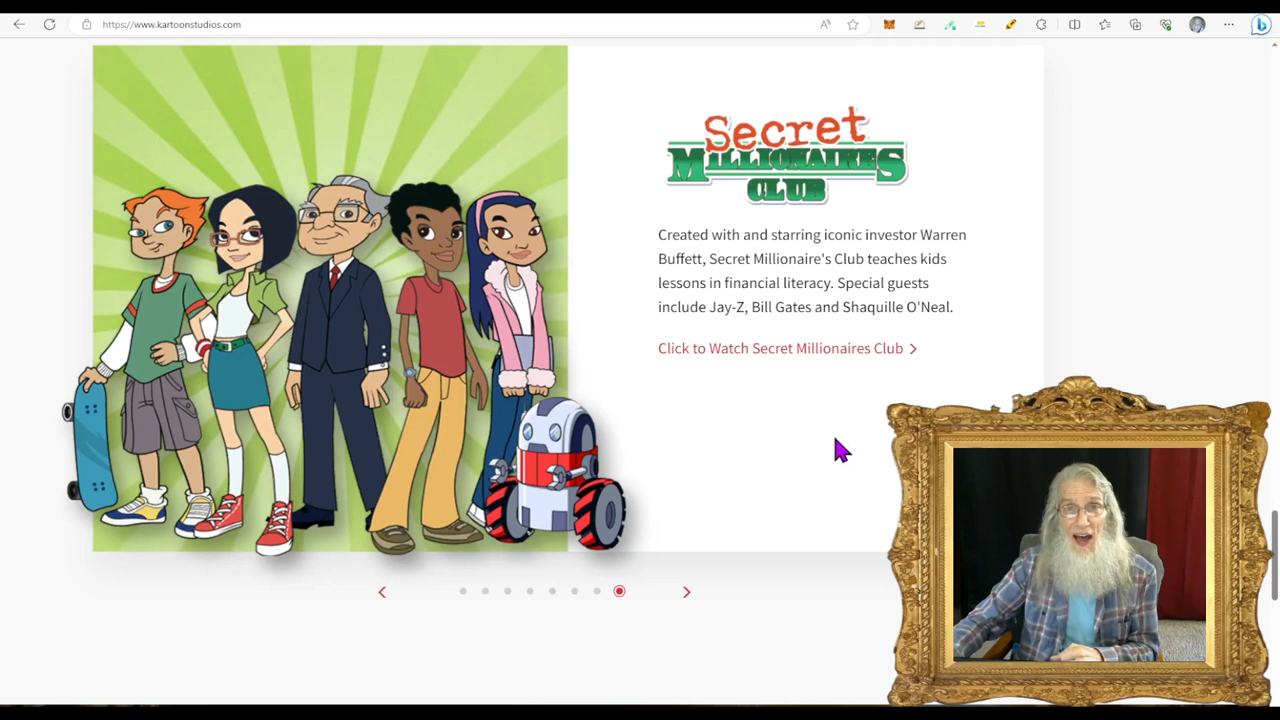 https://www.kartoonstudios.com
Secret
MILLIONAIRES
CLUB
Created with and starring iconic investor Warren
Buffett, Secret Millionaire's Club teaches kids
lessons in financial literacy. Special guests
include Jay-Z, Bill Gates and Shaquille O'Neal.
Click to Watch Secret Millionaires Club